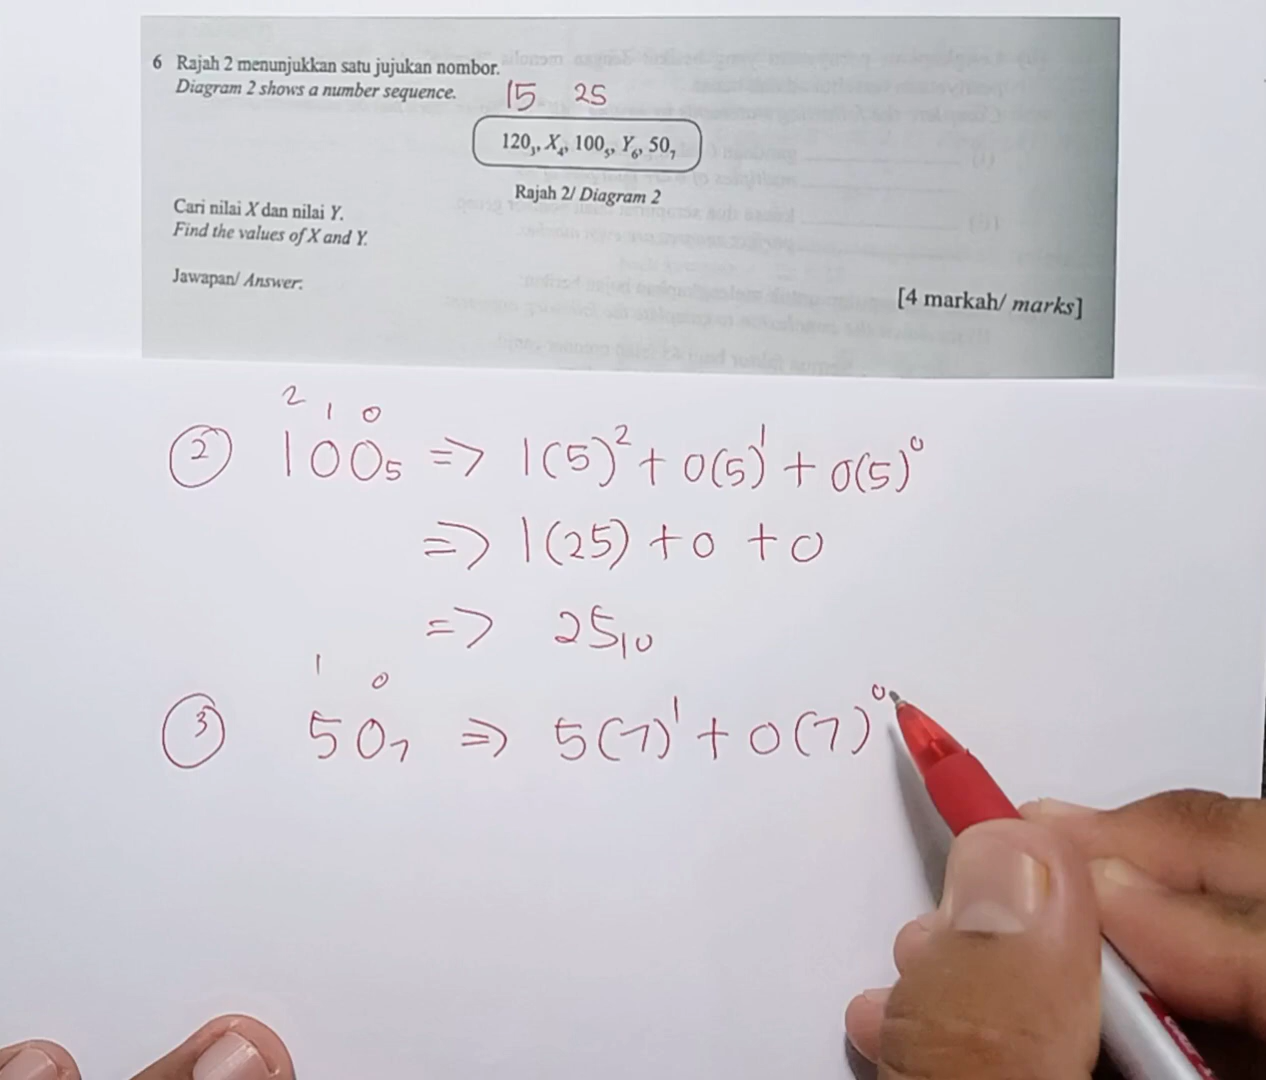 6 Rajah 2 menunjukkan satu jujukan nombor.
Diagram 2 shows a number sequence.
15 25
120₃, X₄, 100₅, Y₆, 50₇
Rajah 2/ Diagram 2
Cari nilai X dan nilai Y.
Find the values of X and Y.
Jawapan/ Answer:
[4 markah/ marks]
2 1 0
② 100₅ => 1(5)² + 0(5)¹ + 0(5)⁰
=> 1(25) + 0 + 0
=> 25₁₀
1 0
③ 50₇ => 5(7)¹ + 0(7)⁰